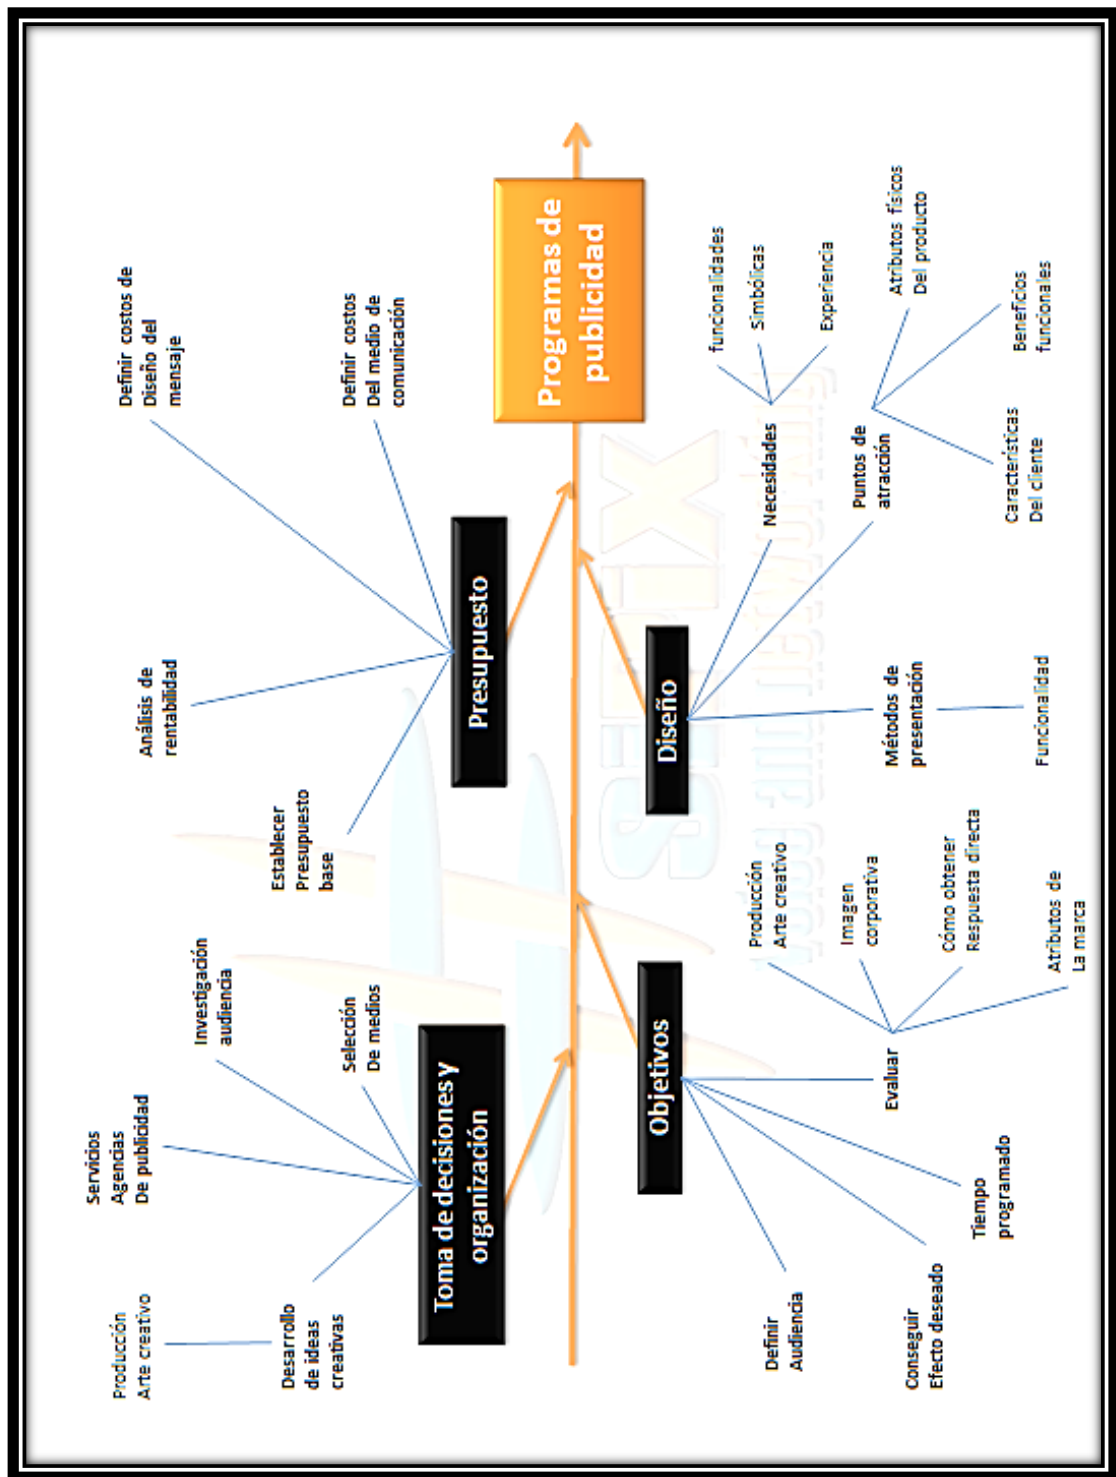 Producción
Arte creativo
Desarrollo
de ideas
creativas
Servicios
Agencias
De publicidad
Investigación
audiencia
Selección
De medios
Toma de decisiones y
organización
Establecer
Presupuesto
base
Análisis de
rentabilidad
Definir costos de
Diseño del
mensaje
Definir costos
Del medio de
comunicación
Presupuesto
Programas de
publicidad
Objetivos
Definir
Audiencia
Conseguir
Efecto deseado
Tiempo
programado
Evaluar
Producción
Arte creativo
Imagen
corporativa
Cómo obtener
Respuesta directa
Atributos de
La marca
Diseño
Métodos de
presentación
Funcionalidad
Necesidades
funcionalidades
Simbólicas
Experiencia
Puntos de
atracción
Atributos físicos
Del producto
Beneficios
funcionales
Características
Del cliente